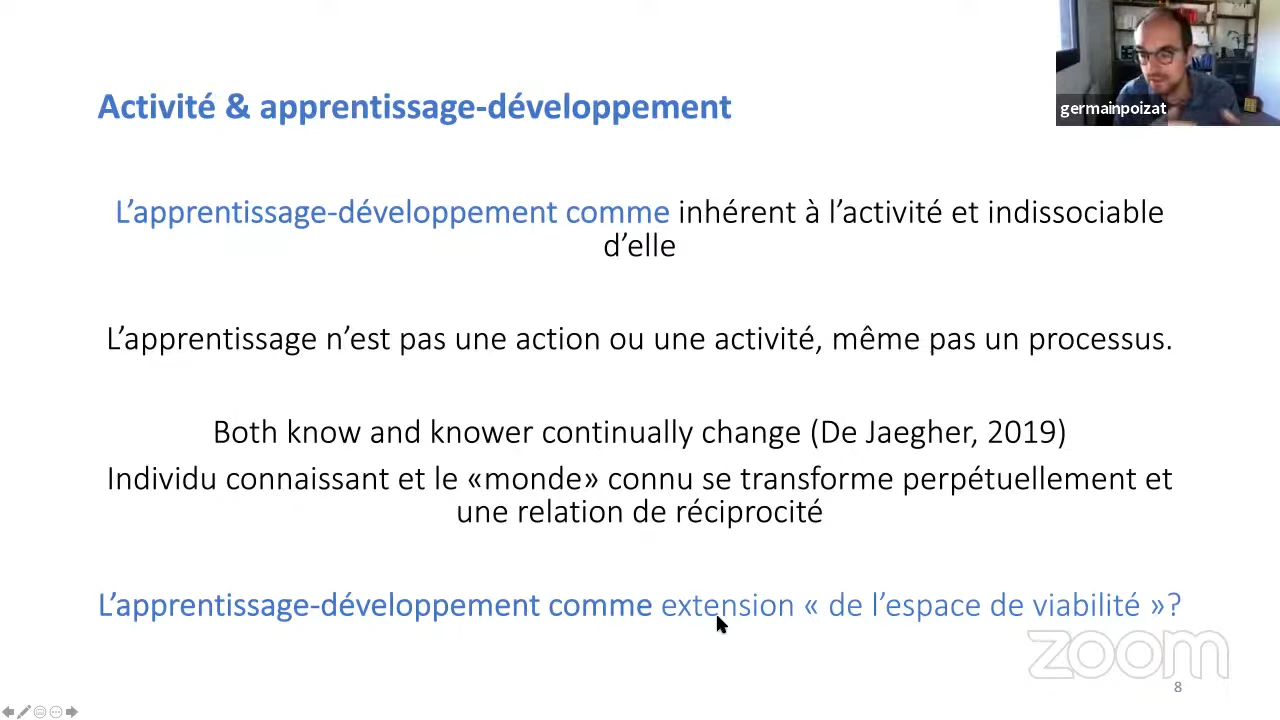 germainpoizat
Activité & apprentissage-développement
L’apprentissage-développement comme inhérent à l’activité et indissociable
d’elle
L’apprentissage n’est pas une action ou une activité, même pas un processus.
Both know and knower continually change (De Jaegher, 2019)
Individu connaissant et le «monde» connu se transforme perpétuellement et
une relation de réciprocité
L’apprentissage-développement comme extension « de l’espace de viabilité »?
zoom
8